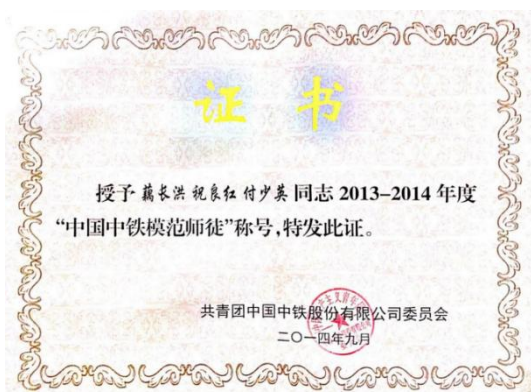 证 书
授予 藕长洪 祝良红 付少英 同志 2013-2014 年度
“中国中铁模范师徒”称号,特发此证。
共青团中国中铁股份有限公司委员会
二〇一四年九月